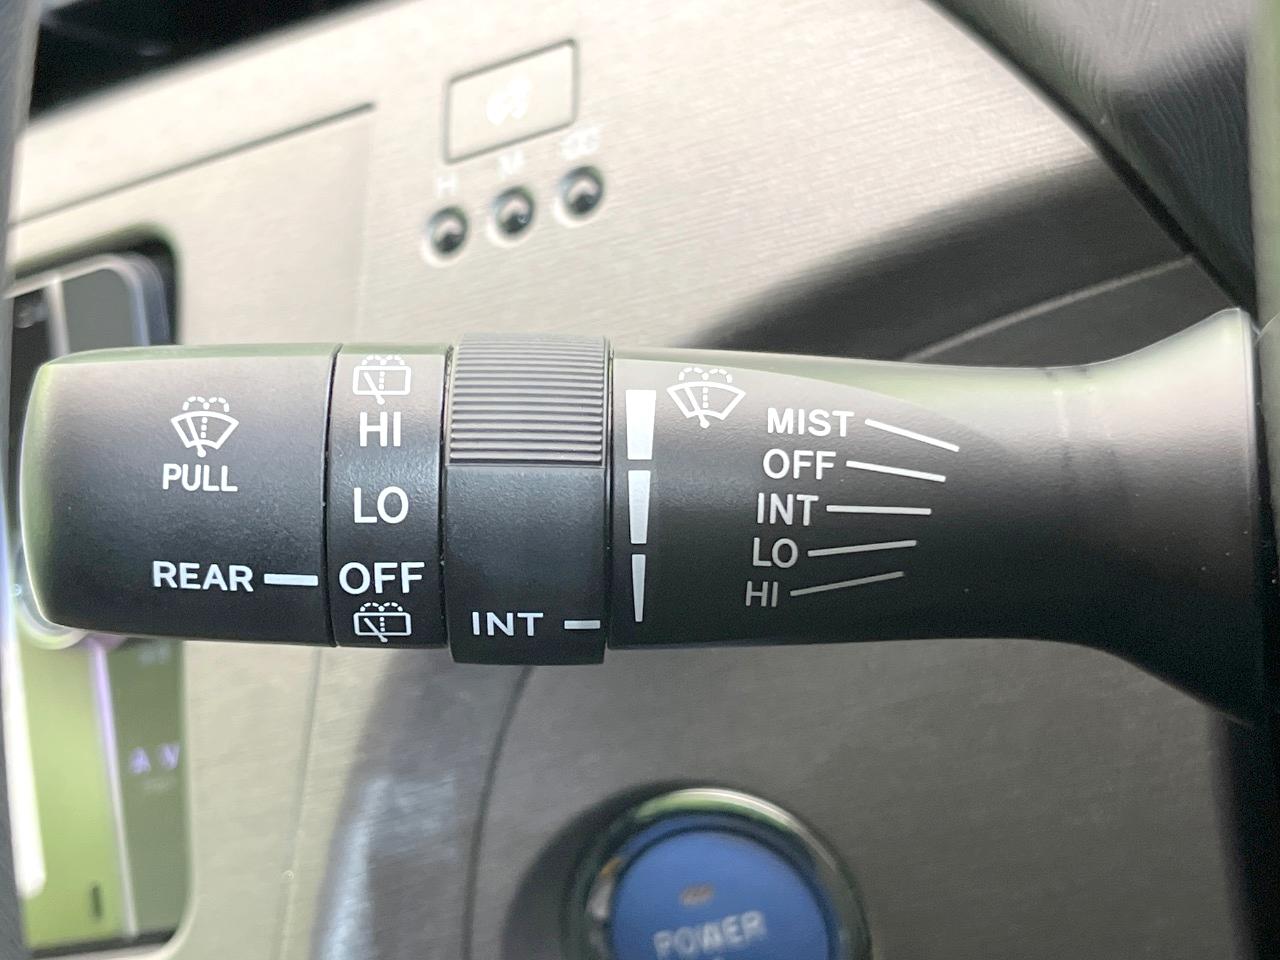 H M
PULL
REAR
HI
LO
OFF
INT
MIST
OFF
INT
LO
HI
POWER